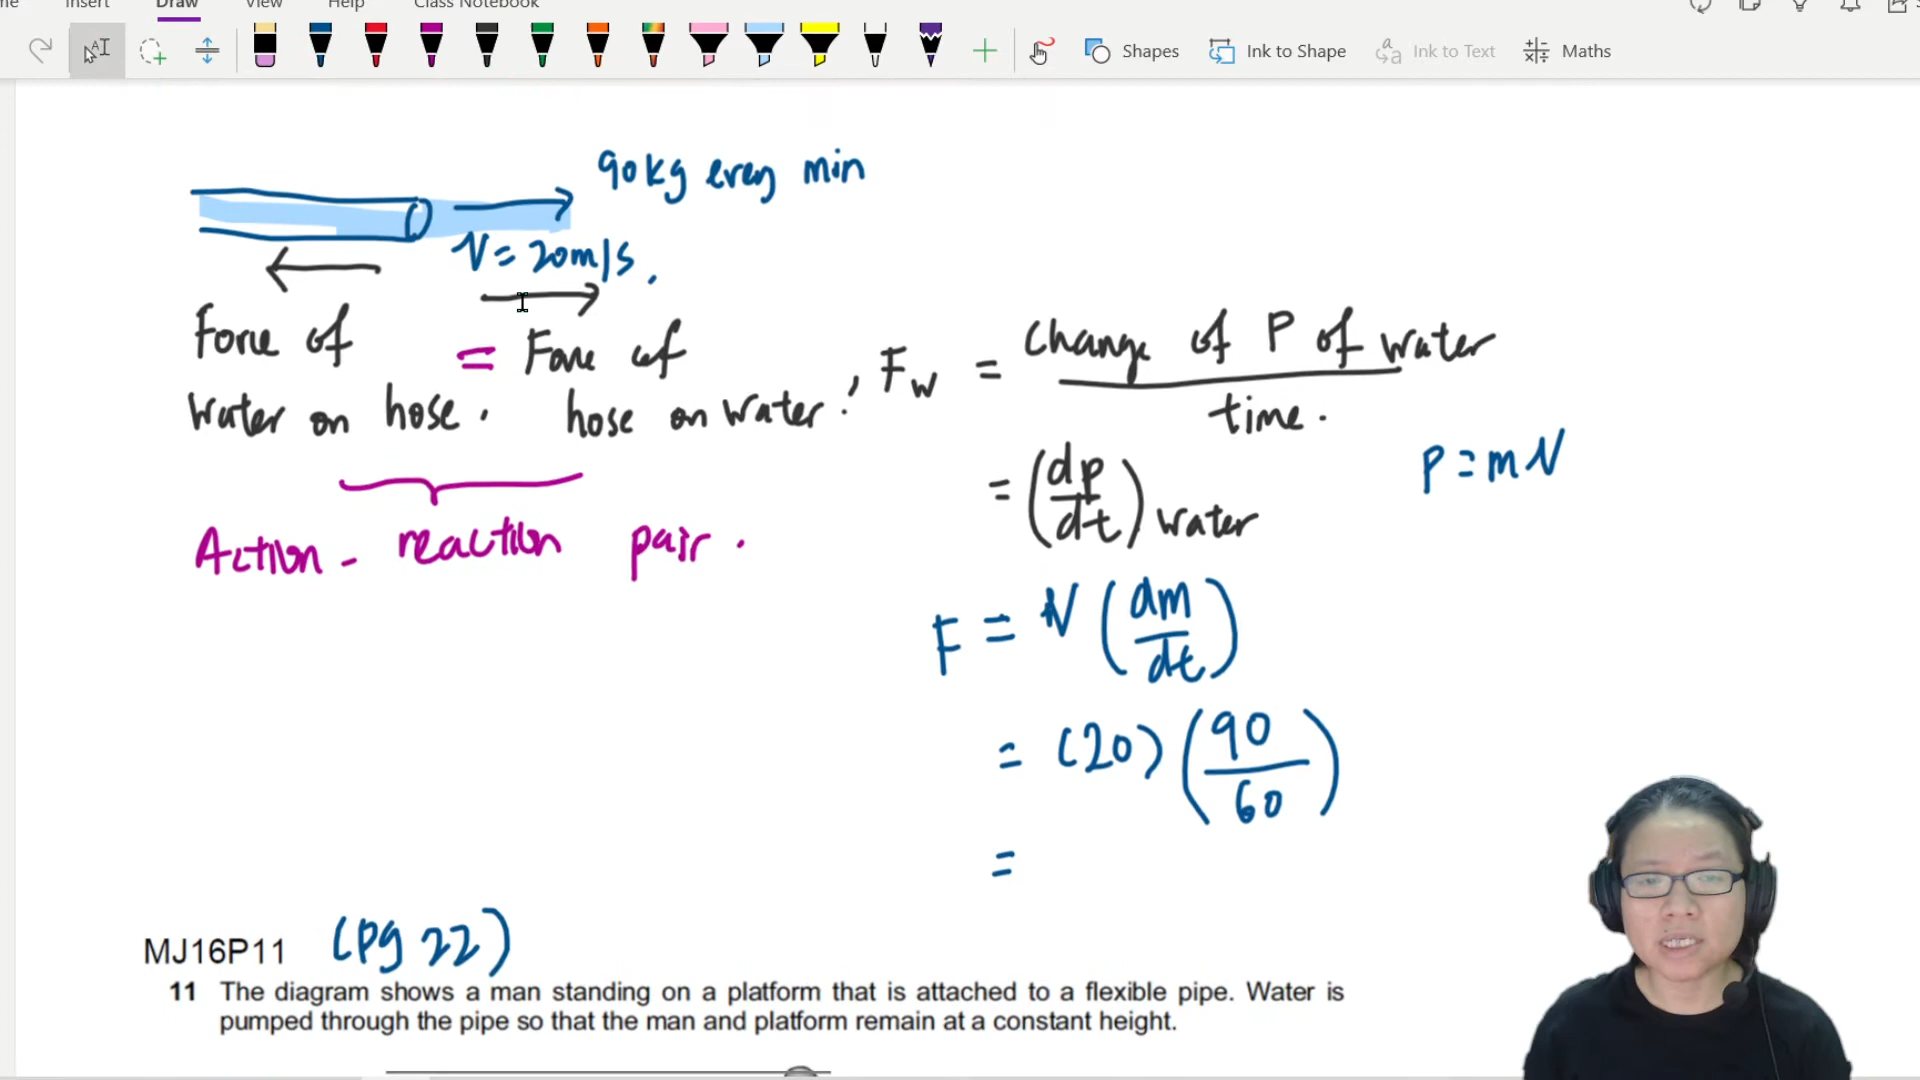 Insert Draw View Help Class Notebook
Shapes Ink to Shape Ink to Text Maths
90kg every min
V = 20m/s.
Force of water on hose. = Force of hose on water.
Action - reaction pair.
, Fw = change of P of water / time.
= (dp/dt) water
P = mV
F = V (dm/dt)
= (20) (90/60)
=
MJ16P11 (pg 22)
11 The diagram shows a man standing on a platform that is attached to a flexible pipe. Water is
pumped through the pipe so that the man and platform remain at a constant height.